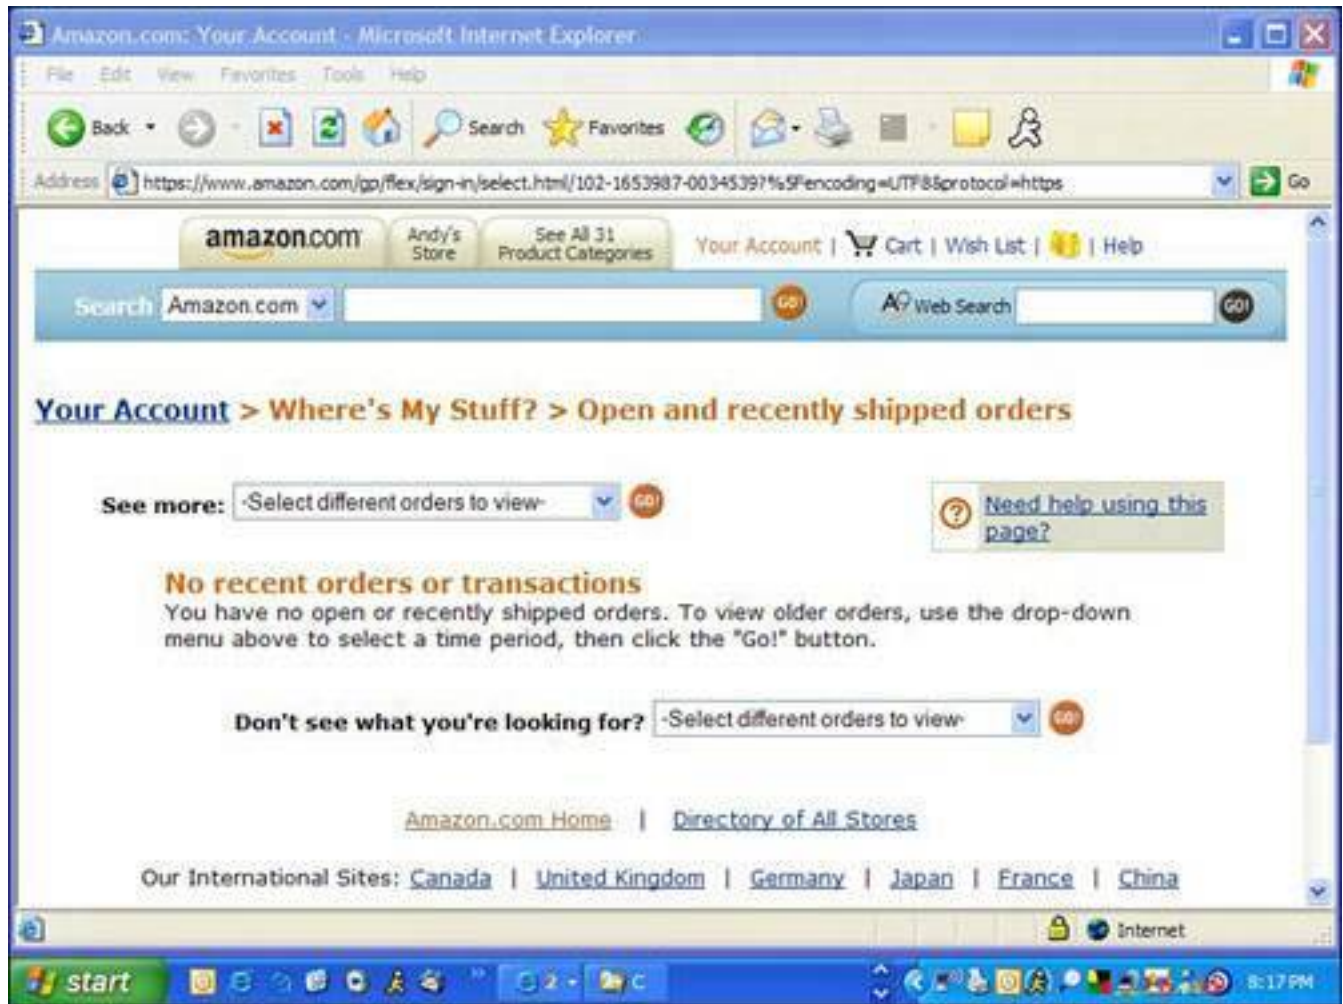 Amazon.com: Your Account - Microsoft Internet Explorer
File Edit View Favorites Tools Help
Back Search Favorites
Address https://www.amazon.com/gp/flex/sign-in/select.html/102-1653987-0034539?%5Fencoding=UTF8&protocol=https Go
amazon.com Andy's Store See All 31 Product Categories Your Account | Cart | Wish List | | Help
Search Amazon.com GO! A9 Web Search GO!
Your Account > Where's My Stuff? > Open and recently shipped orders
See more: -Select different orders to view- GO!
Need help using this
page?
No recent orders or transactions
You have no open or recently shipped orders. To view older orders, use the drop-down
menu above to select a time period, then click the "Go!" button.
Don't see what you're looking for? -Select different orders to view- GO!
Amazon.com Home | Directory of All Stores
Our International Sites: Canada | United Kingdom | Germany | Japan | France | China
Internet
start 2 C 8:17 PM